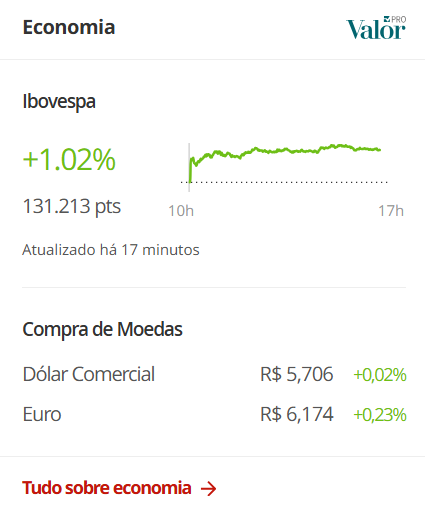 Economia
Valor PRO
Ibovespa
+1.02%
131.213 pts
10h 17h
Atualizado há 17 minutos
Compra de Moedas
Dólar Comercial R$ 5,706 +0,02%
Euro R$ 6,174 +0,23%
Tudo sobre economia →